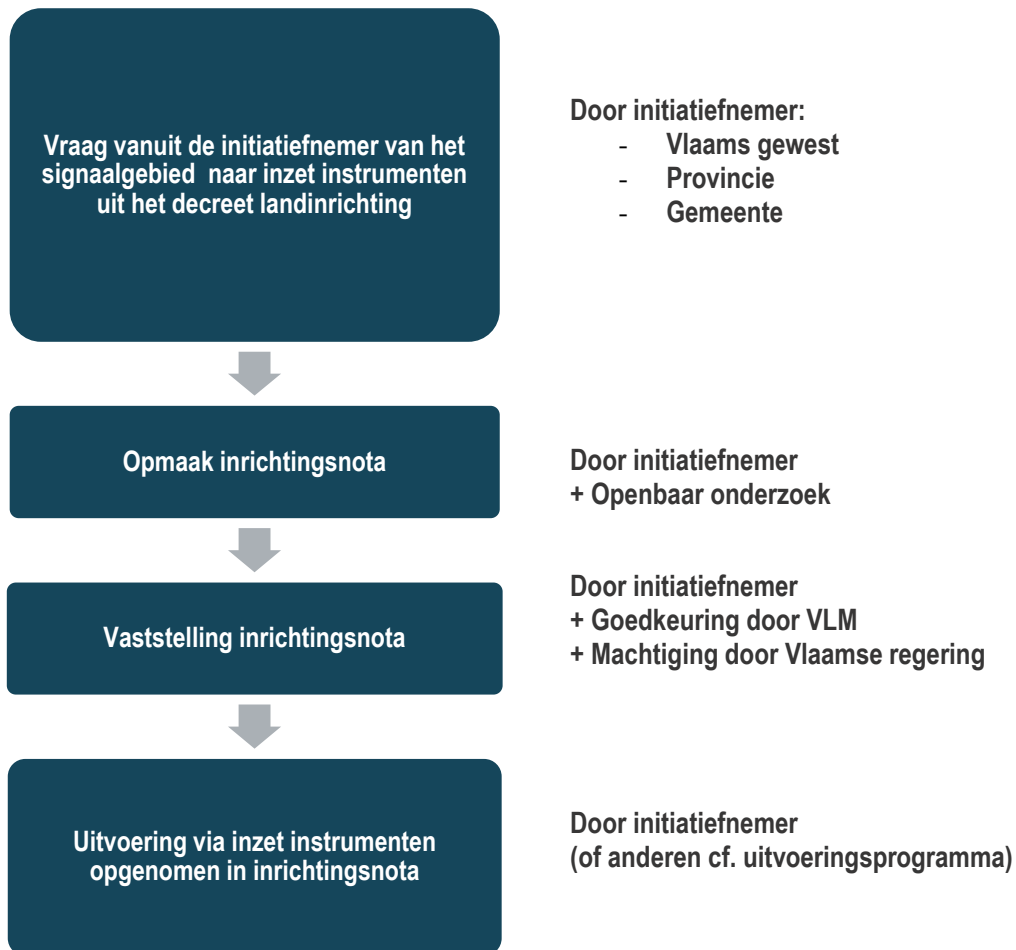 Vraag vanuit de initiatiefnemer van het
signaalgebied naar inzet instrumenten
uit het decreet landinrichting
Door initiatiefnemer:
- Vlaams gewest
- Provincie
- Gemeente
Opmaak inrichtingsnota
Door initiatiefnemer
+ Openbaar onderzoek
Vaststelling inrichtingsnota
Door initiatiefnemer
+ Goedkeuring door VLM
+ Machtiging door Vlaamse regering
Uitvoering via inzet instrumenten
opgenomen in inrichtingsnota
Door initiatiefnemer
(of anderen cf. uitvoeringsprogramma)